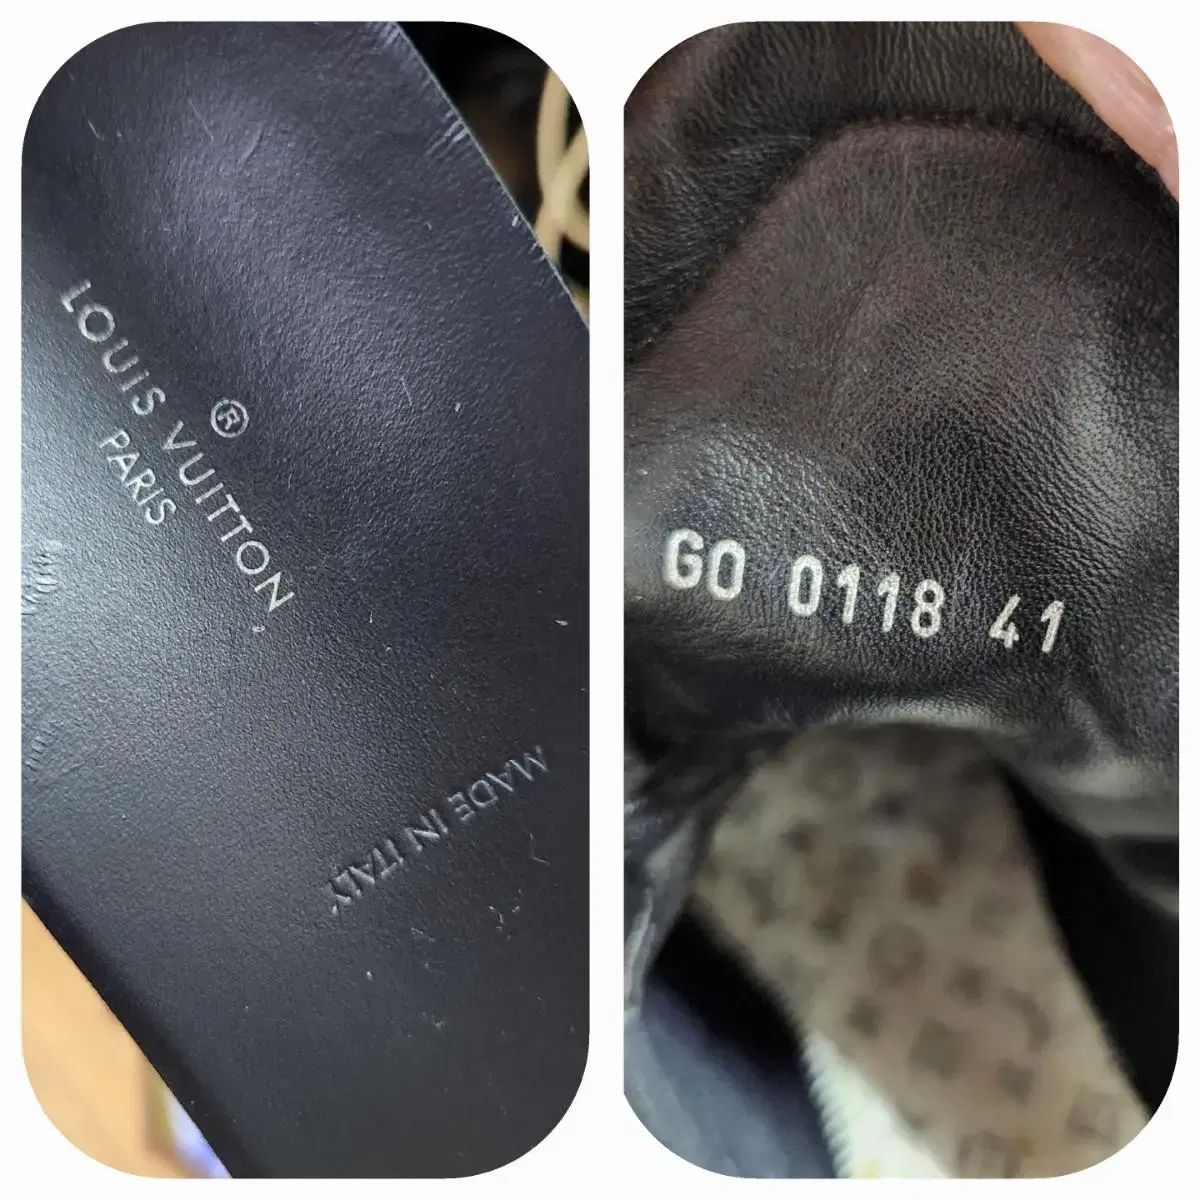 LOUIS VUITTON®
PARIS
MADE IN ITALY
GO 0118 41